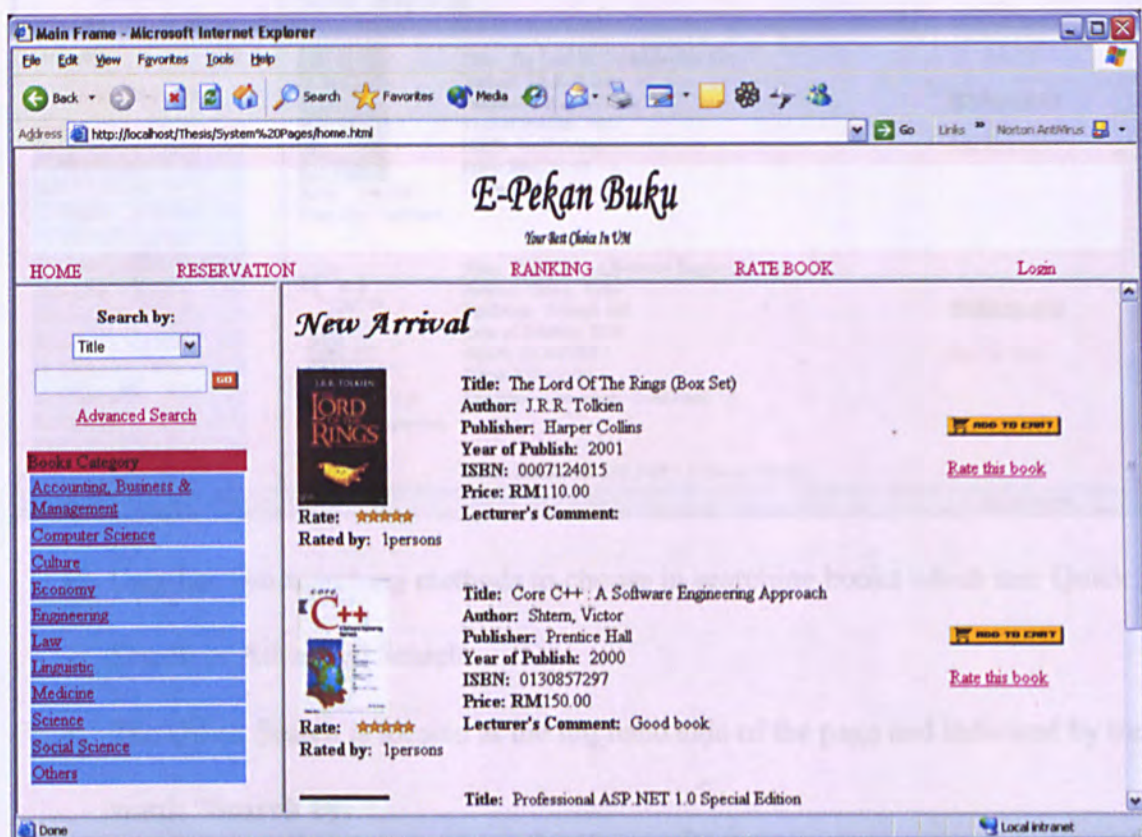 Main Frame - Microsoft Internet Explorer
File Edit View Favorites Tools Help
Back Search Favorites Media
Address http://localhost/Thesis/System%20Pages/home.html Go Links » Norton AntiVirus
E-Pekan Buku
Your Best Choice In UM
HOME RESERVATION RANKING RATE BOOK Login
Search by:
Title
GO
Advanced Search
Books Category
Accounting, Business &
Management
Computer Science
Culture
Economy
Engineering
Law
Linguistic
Medicine
Science
Social Science
Others
New Arrival
J.R.R. TOLKIEN
LORD
OF THE
RINGS
Title: The Lord Of The Rings (Box Set)
Author: J.R.R. Tolkien
Publisher: Harper Collins
Year of Publish: 2001
ISBN: 0007124015
Price: RM110.00
Lecturer's Comment:
Rate:
Rated by: 1persons
ADD TO CART
Rate this book
core
C++
Title: Core C++ : A Software Engineering Approach
Author: Shtern, Victor
Publisher: Prentice Hall
Year of Publish: 2000
ISBN: 0130857297
Price: RM150.00
Lecturer's Comment: Good book
Rate:
Rated by: 1persons
ADD TO CART
Rate this book
Title: Professional ASP.NET 1.0 Special Edition
Done Local intranet